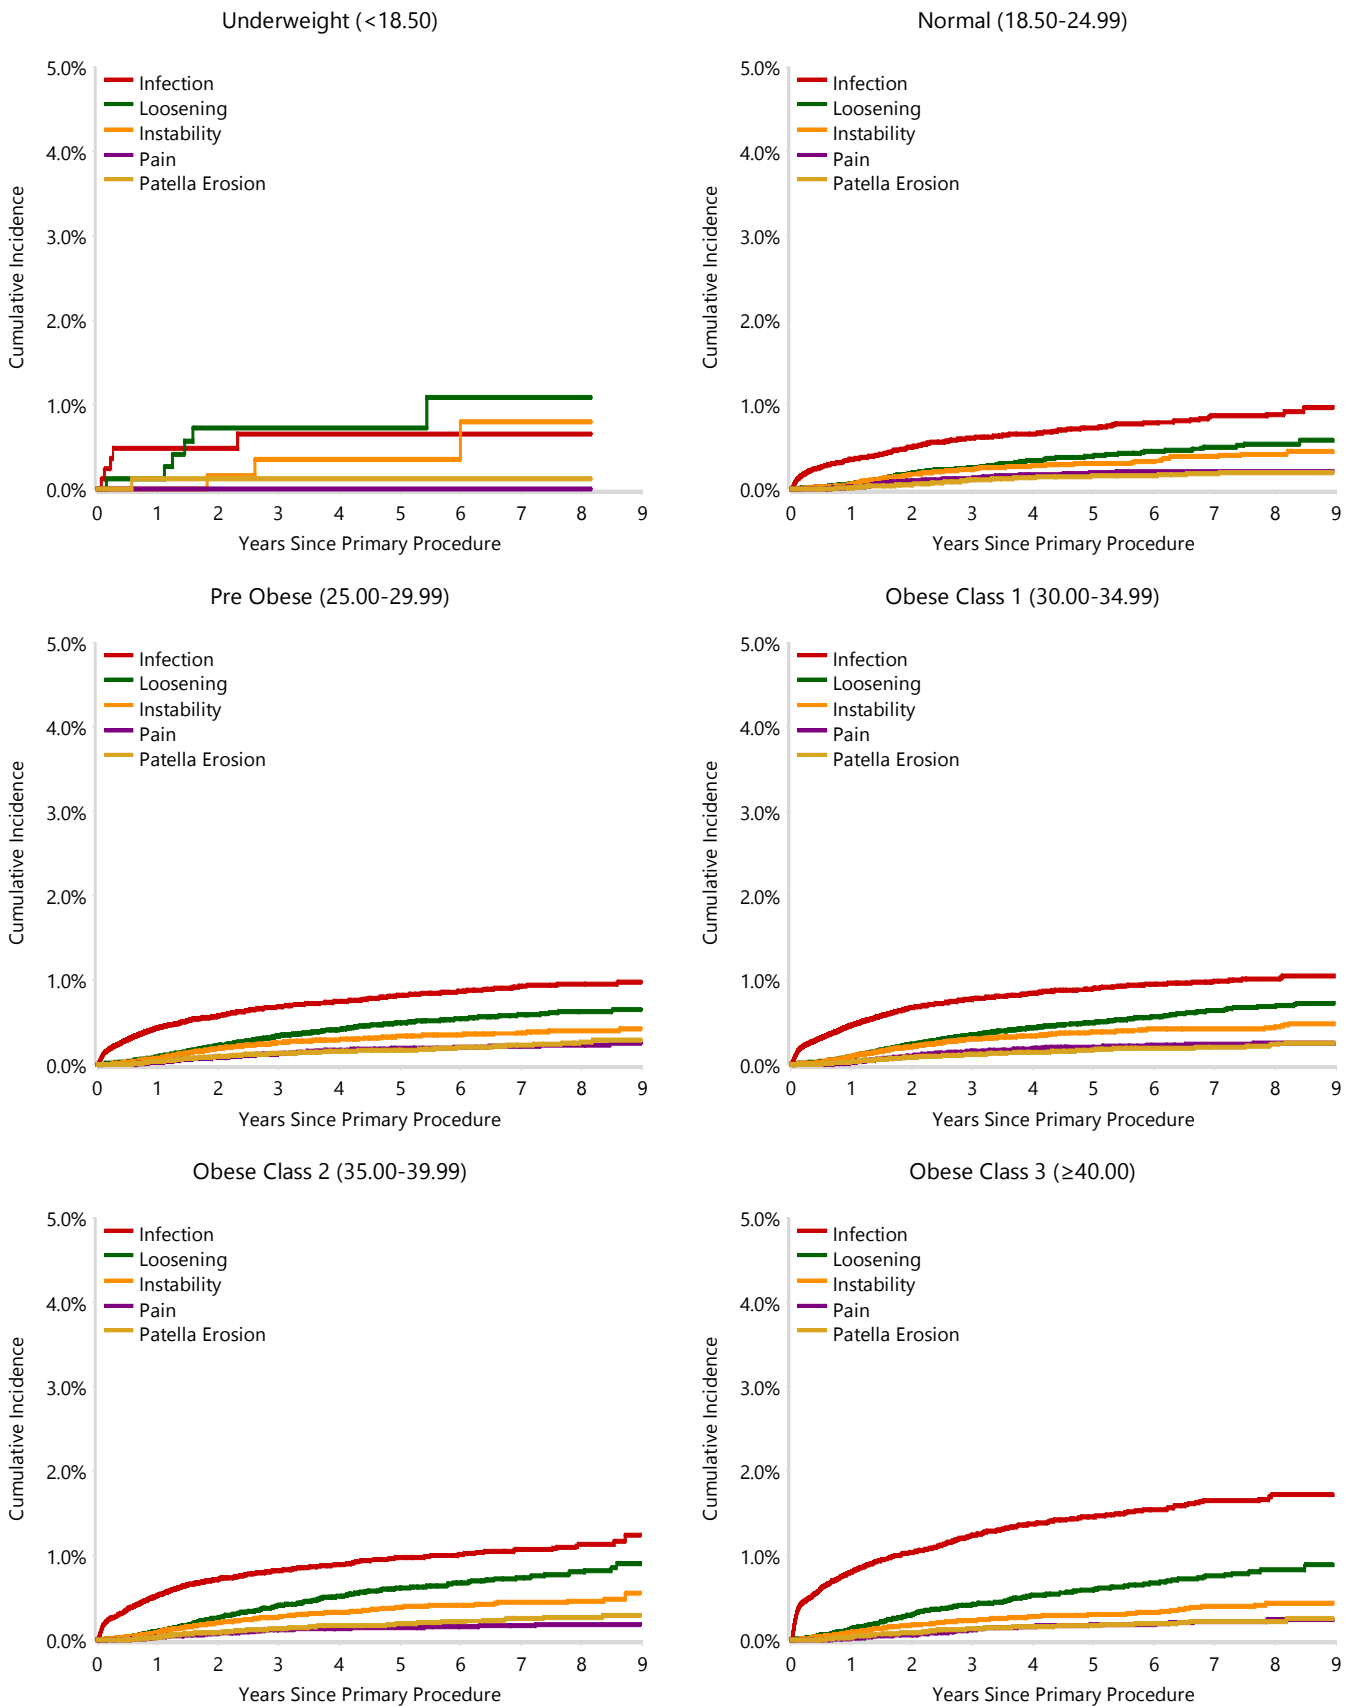 Underweight (<18.50)
5.0%
4.0%
3.0%
2.0%
1.0%
0.0%
Cumulative Incidence
Infection
Loosening
Instability
Pain
Patella Erosion
0 1 2 3 4 5 6 7 8 9
Years Since Primary Procedure
Normal (18.50-24.99)
5.0%
4.0%
3.0%
2.0%
1.0%
0.0%
Cumulative Incidence
Infection
Loosening
Instability
Pain
Patella Erosion
0 1 2 3 4 5 6 7 8 9
Years Since Primary Procedure
Pre Obese (25.00-29.99)
5.0%
4.0%
3.0%
2.0%
1.0%
0.0%
Cumulative Incidence
Infection
Loosening
Instability
Pain
Patella Erosion
0 1 2 3 4 5 6 7 8 9
Years Since Primary Procedure
Obese Class 1 (30.00-34.99)
5.0%
4.0%
3.0%
2.0%
1.0%
0.0%
Cumulative Incidence
Infection
Loosening
Instability
Pain
Patella Erosion
0 1 2 3 4 5 6 7 8 9
Years Since Primary Procedure
Obese Class 2 (35.00-39.99)
5.0%
4.0%
3.0%
2.0%
1.0%
0.0%
Cumulative Incidence
Infection
Loosening
Instability
Pain
Patella Erosion
0 1 2 3 4 5 6 7 8 9
Years Since Primary Procedure
Obese Class 3 (≥40.00)
5.0%
4.0%
3.0%
2.0%
1.0%
0.0%
Cumulative Incidence
Infection
Loosening
Instability
Pain
Patella Erosion
0 1 2 3 4 5 6 7 8 9
Years Since Primary Procedure